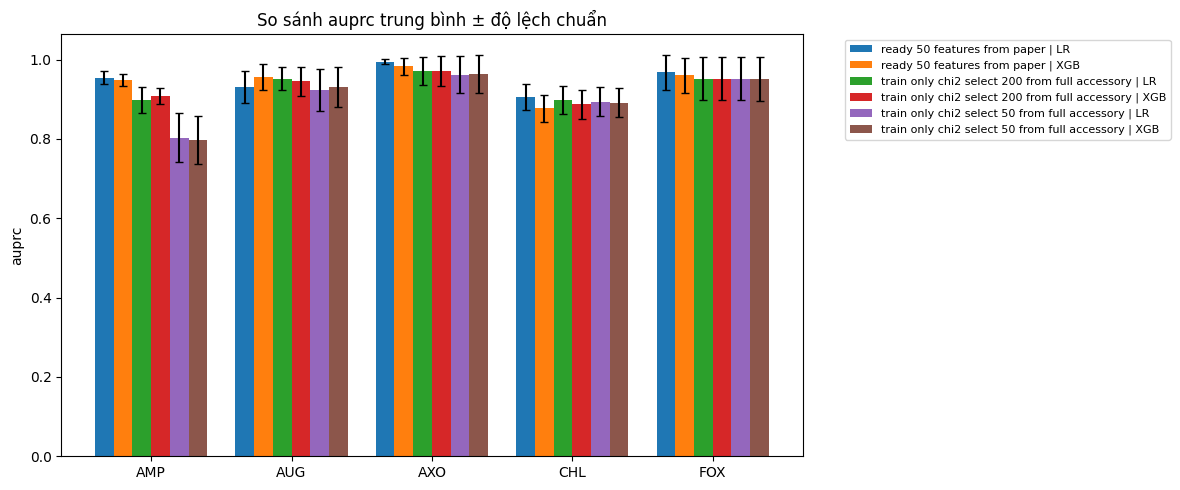 So sánh auprc trung bình ± độ lệch chuẩn
auprc
1.0
0.8
0.6
0.4
0.2
0.0
AMP
AUG
AXO
CHL
FOX
ready 50 features from paper | LR
ready 50 features from paper | XGB
train only chi2 select 200 from full accessory | LR
train only chi2 select 200 from full accessory | XGB
train only chi2 select 50 from full accessory | LR
train only chi2 select 50 from full accessory | XGB